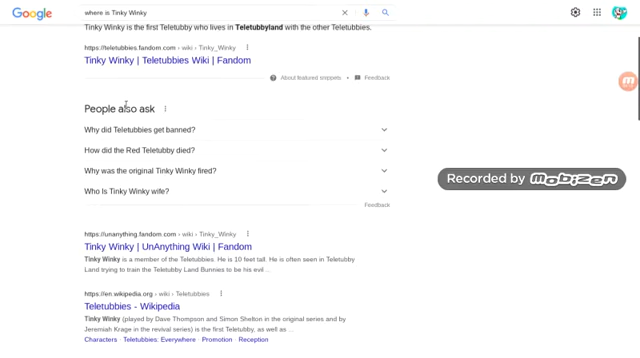 Google
where is Tinky Winky
Tinky Winky is the first Teletubby who lives in Teletubbyland with the other Teletubbies.
https://teletubbies.fandom.com › wiki › Tinky_Winky
Tinky Winky | Teletubbies Wiki | Fandom
About featured snippets • Feedback
People also ask
Why did Teletubbies get banned?
How did the Red Teletubby died?
Why was the original Tinky Winky fired?
Who Is Tinky Winky wife?
Feedback
Recorded by mobizen
https://unanything.fandom.com › wiki › Tinky_Winky
Tinky Winky | UnAnything Wiki | Fandom
Tinky Winky is a member of the Teletubbies. He is 10 feet tall. He is often seen in Teletubby
Land trying to train the Teletubby Land Bunnies to be his evil ...
https://en.wikipedia.org › wiki › Teletubbies
Teletubbies - Wikipedia
Tinky Winky (played by Dave Thompson and Simon Shelton in the original series and by
Jeremiah Krage in the revival series) is the first Teletubby, as well as ...
Characters · Teletubbies: Everywhere · Promotion · Reception